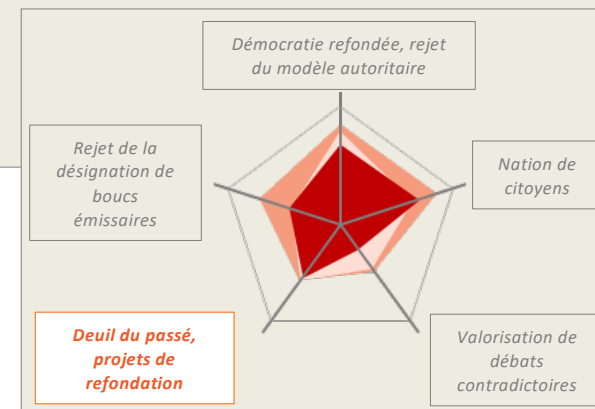 Démocratie refondée, rejet
du modèle autoritaire
Rejet de la
désignation de
boucs
émissaires
Nation de
citoyens
Deuil du passé,
projets de
refondation
Valorisation de
débats
contradictoires